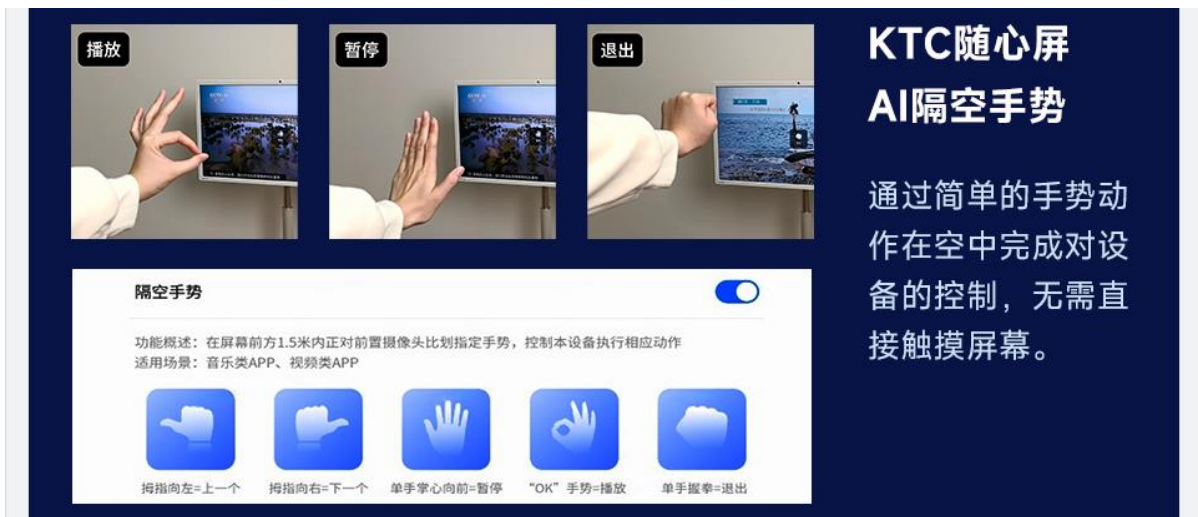 播放
暂停
退出
KTC随心屏
AI隔空手势
通过简单的手势动
作在空中完成对设
备的控制，无需直
接触摸屏幕。
隔空手势
功能概述：在屏幕前方1.5米内正对前置摄像头比划指定手势，控制本设备执行相应动作
适用场景：音乐类APP、视频类APP
拇指向左=上一个
拇指向右=下一个
单手掌心向前=暂停
“OK”手势=播放
单手握拳=退出